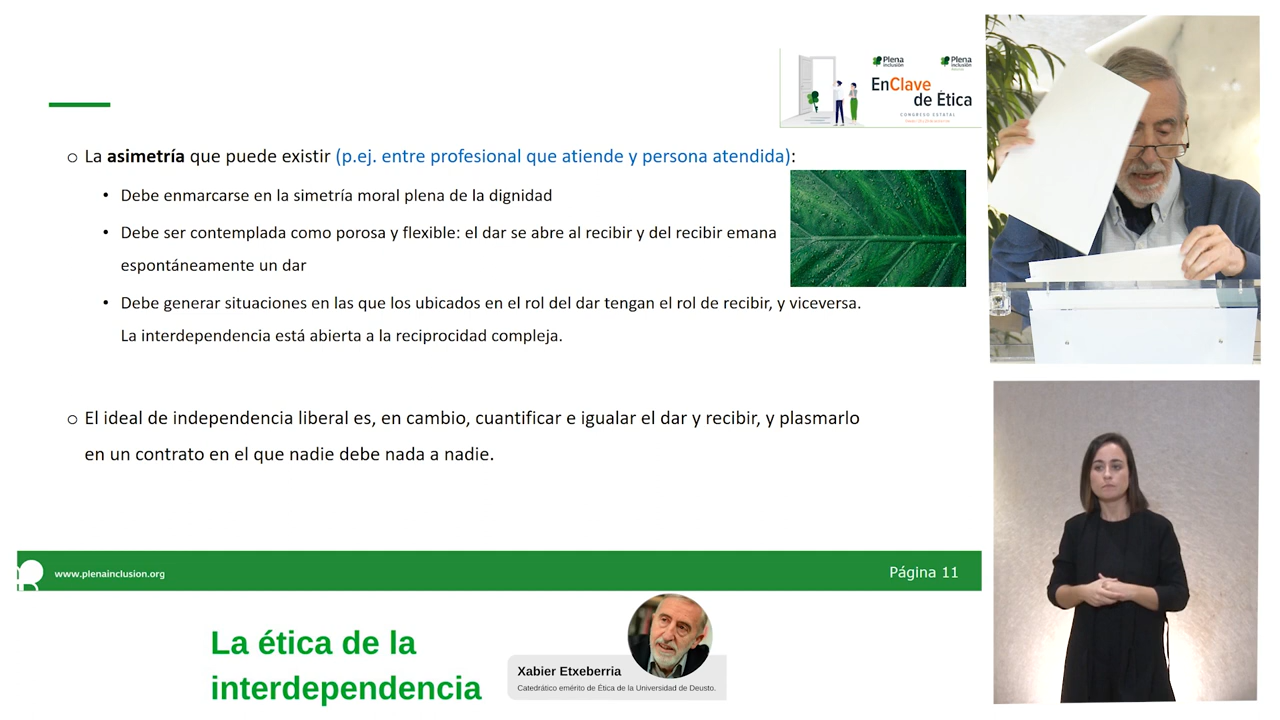 Plena
inclusión
Plena
inclusión
EnClave
de Ética
CONGRESO ESTATAL
○ La asimetría que puede existir (p.ej. entre profesional que atiende y persona atendida):
• Debe enmarcarse en la simetría moral plena de la dignidad
• Debe ser contemplada como porosa y flexible: el dar se abre al recibir y del recibir emana
espontáneamente un dar
• Debe generar situaciones en las que los ubicados en el rol del dar tengan el rol de recibir, y viceversa.
La interdependencia está abierta a la reciprocidad compleja.
○ El ideal de independencia liberal es, en cambio, cuantificar e igualar el dar y recibir, y plasmarlo
en un contrato en el que nadie debe nada a nadie.
www.plenainclusion.org
Página 11
La ética de la
interdependencia
Xabier Etxeberria
Catedrático emérito de Ética de la Universidad de Deusto.